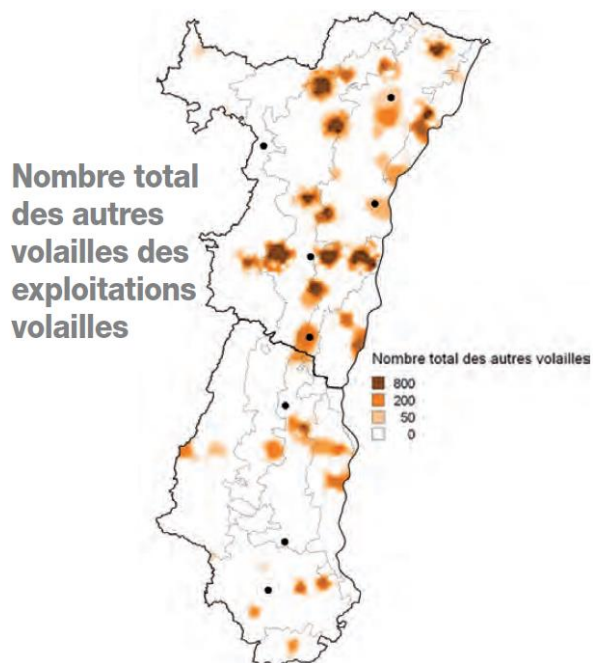 Nombre total
des autres
volailles des
exploitations
volailles
Nombre total des autres volailles
800
200
50
0